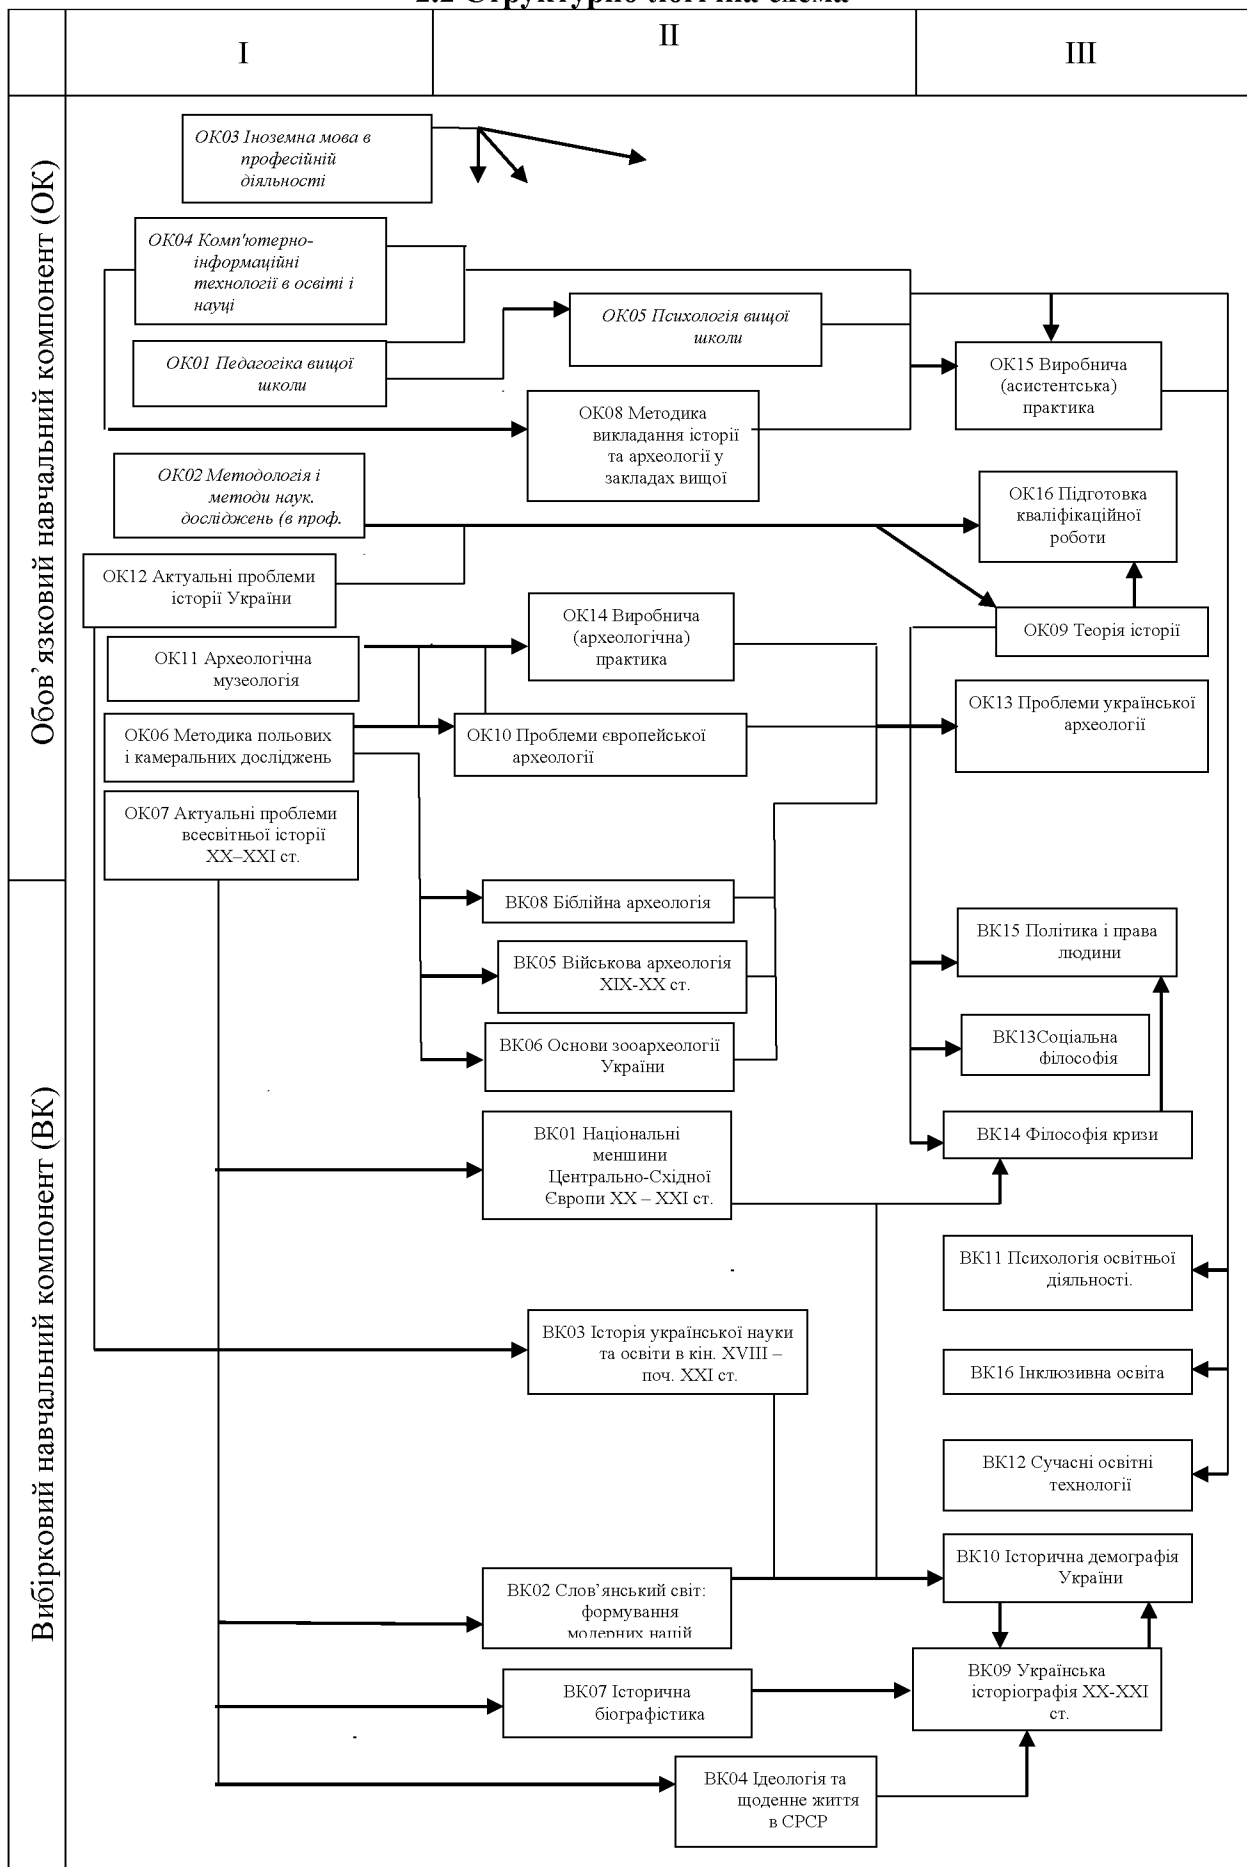 2.2 Структурно-логічна схема
I
II
III
Обов’язковий навчальний компонент (ОК)
ОК03 Іноземна мова в
професійній
діяльності
ОК04 Комп'ютерно-
інформаційні
технології в освіті і
науці
ОК01 Педагогіка вищої
школи
ОК05 Психологія вищої
школи
ОК15 Виробнича
(асистентська)
практика
ОК08 Методика
викладання історії
та археології у
закладах вищої
ОК02 Методологія і
методи наук.
досліджень (в проф.
ОК16 Підготовка
кваліфікаційної
роботи
ОК12 Актуальні проблеми
історії України
ОК14 Виробнича
(археологічна)
практика
ОК09 Теорія історії
ОК11 Археологічна
музеологія
ОК06 Методика польових
і камеральних досліджень
ОК10 Проблеми європейської
археології
ОК13 Проблеми української
археології
ОК07 Актуальні проблеми
всесвітньої історії
XX–XXI ст.
Вибірковий навчальний компонент (ВК)
ВК08 Біблійна археологія
ВК15 Політика і права
людини
ВК05 Військова археологія
XIX-XX ст.
ВК06 Основи зооархеології
України
ВК13Соціальна
філософія
ВК01 Національні
меншини
Центрально-Східної
Європи XX – XXI ст.
ВК14 Філософія кризи
ВК11 Психологія освітньої
діяльності.
ВК03 Історія української науки
та освіти в кін. XVIII –
поч. XXI ст.
ВК16 Інклюзивна освіта
ВК12 Сучасні освітні
технології
ВК02 Слов’янський світ:
формування
модерних націй
ВК10 Історична демографія
України
ВК07 Історична
біографістика
ВК09 Українська
історіографія XX-XXI
ст.
ВК04 Ідеологія та
щоденне життя
в СРСР